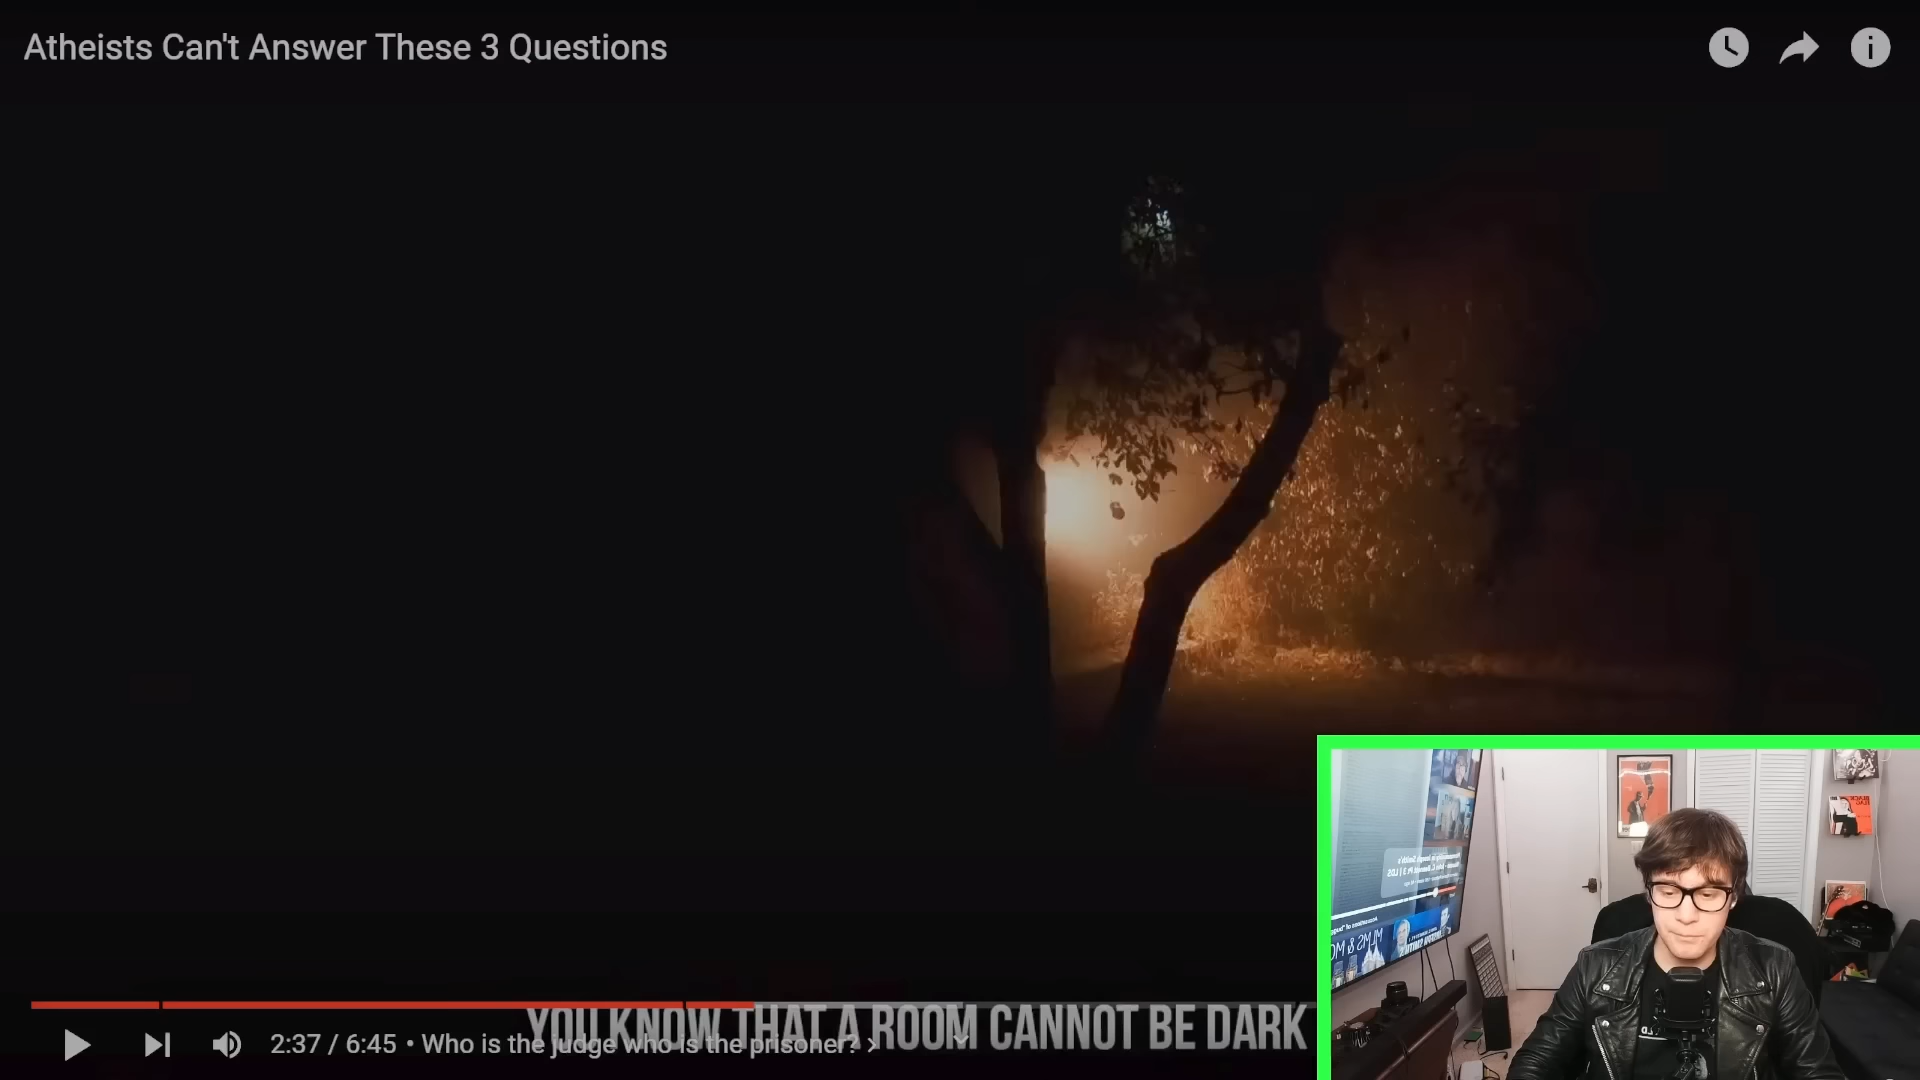 Atheists Can't Answer These 3 Questions
YOU KNOW THAT A ROOM CANNOT BE DARK
2:37 / 6:45 • Who is the judge who is the prisoner? ›